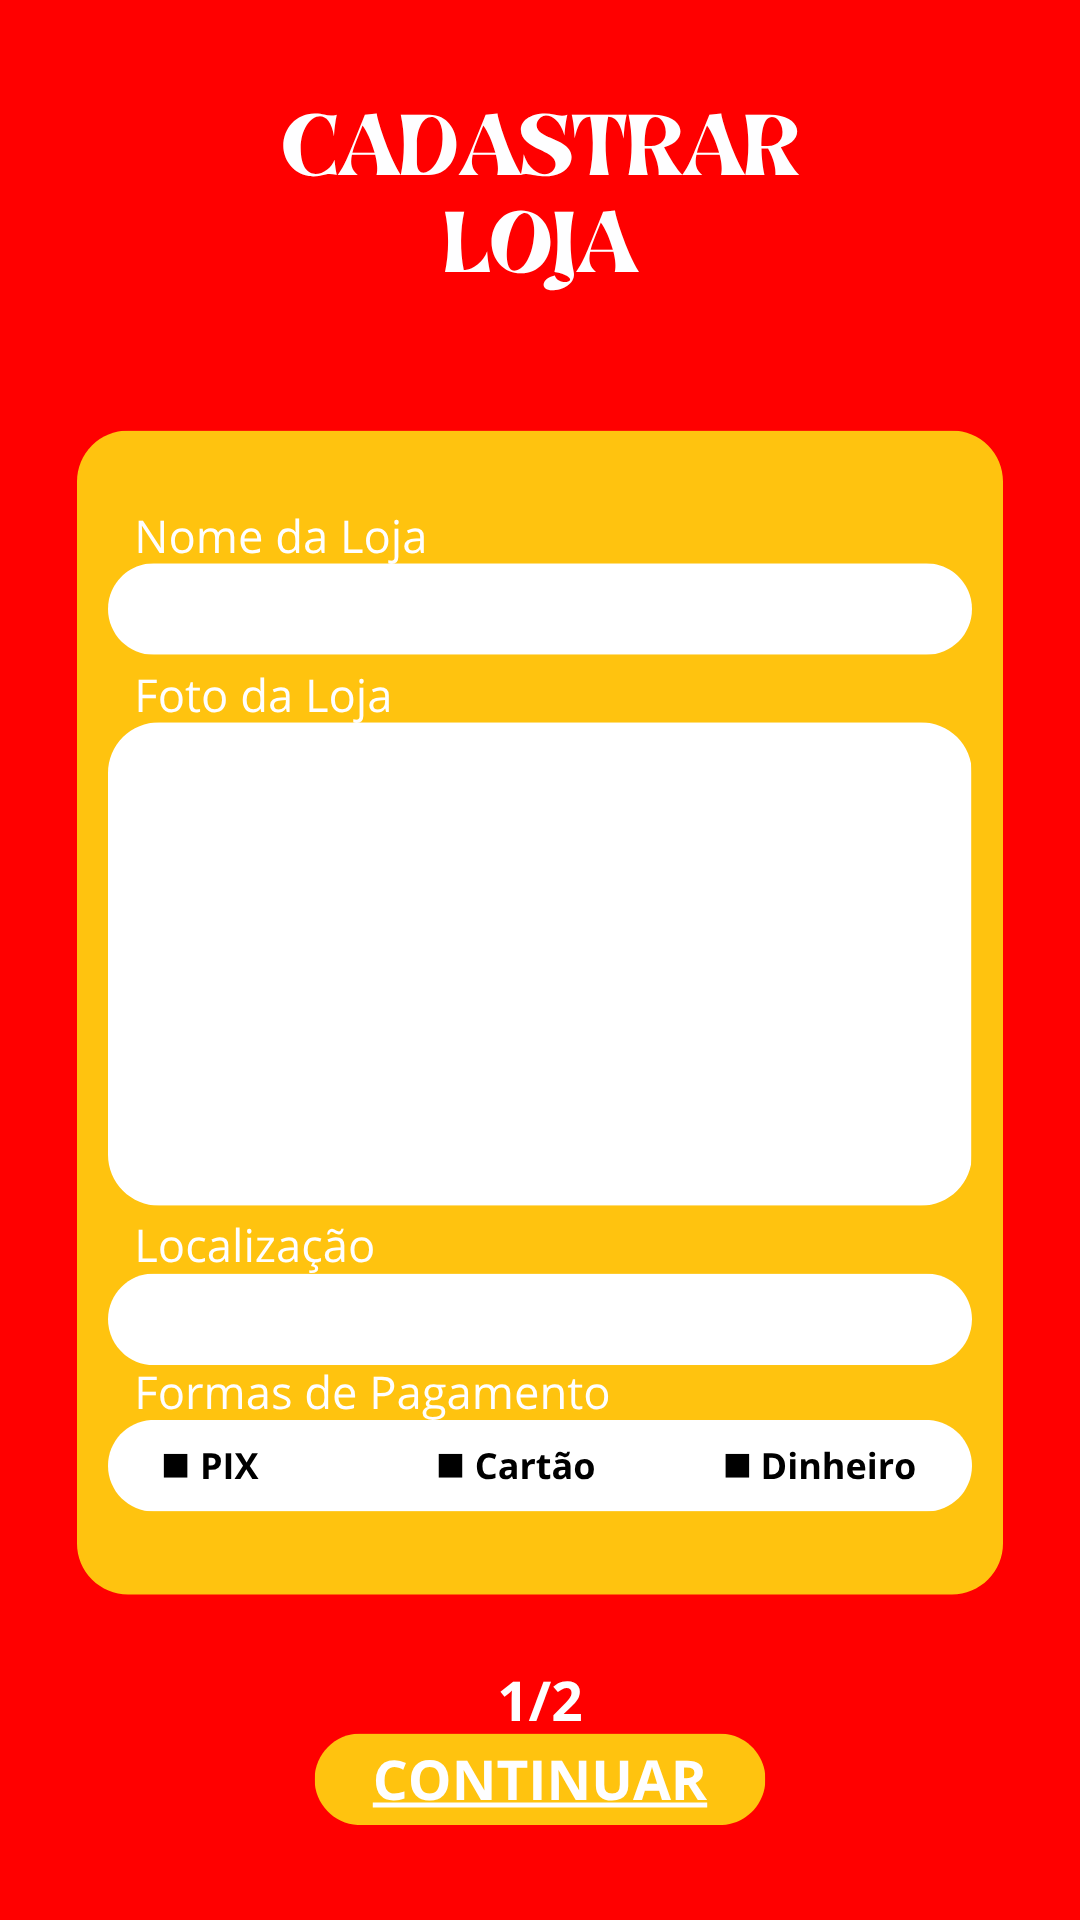 CADASTRAR
LOJA
Nome da Loja
Foto da Loja
Localização
Formas de Pagamento
■ PIX ■ Cartão ■ Dinheiro
1/2
CONTINUAR